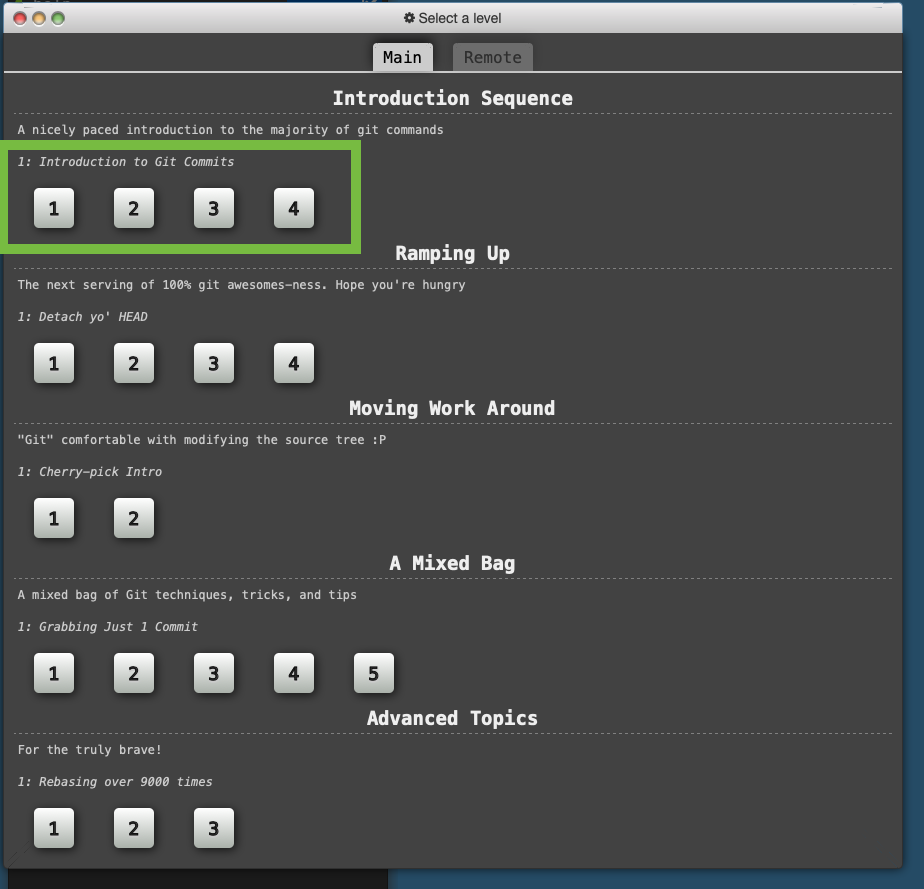 Select a level
Main Remote
Introduction Sequence
A nicely paced introduction to the majority of git commands
1: Introduction to Git Commits
1 2 3 4
Ramping Up
The next serving of 100% git awesomes-ness. Hope you're hungry
1: Detach yo' HEAD
1 2 3 4
Moving Work Around
"Git" comfortable with modifying the source tree :P
1: Cherry-pick Intro
1 2
A Mixed Bag
A mixed bag of Git techniques, tricks, and tips
1: Grabbing Just 1 Commit
1 2 3 4 5
Advanced Topics
For the truly brave!
1: Rebasing over 9000 times
1 2 3